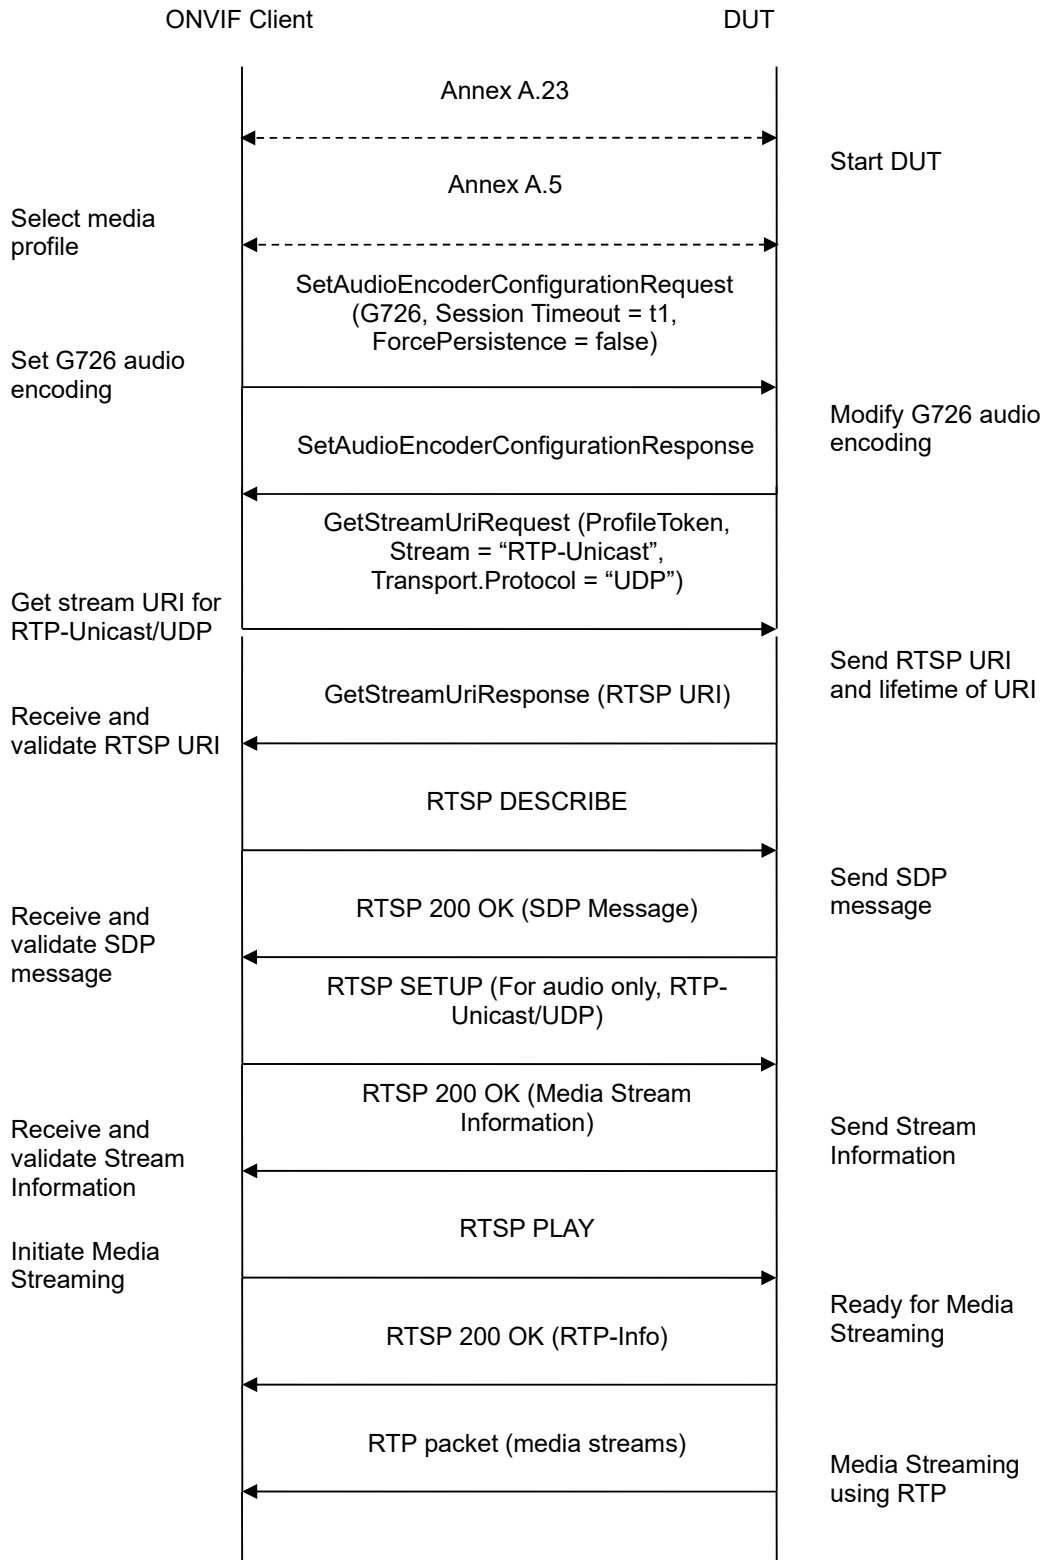 ONVIF Client
DUT
Annex A.23
Start DUT
Annex A.5
Select media
profile
SetAudioEncoderConfigurationRequest
(G726, Session Timeout = t1,
ForcePersistence = false)
Set G726 audio
encoding
Modify G726 audio
encoding
SetAudioEncoderConfigurationResponse
GetStreamUriRequest (ProfileToken,
Stream = “RTP-Unicast”,
Transport.Protocol = “UDP”)
Get stream URI for
RTP-Unicast/UDP
Send RTSP URI
and lifetime of URI
GetStreamUriResponse (RTSP URI)
Receive and
validate RTSP URI
RTSP DESCRIBE
Send SDP
message
RTSP 200 OK (SDP Message)
Receive and
validate SDP
message
RTSP SETUP (For audio only, RTP-
Unicast/UDP)
RTSP 200 OK (Media Stream
Information)
Send Stream
Information
Receive and
validate Stream
Information
RTSP PLAY
Initiate Media
Streaming
Ready for Media
Streaming
RTSP 200 OK (RTP-Info)
RTP packet (media streams)
Media Streaming
using RTP